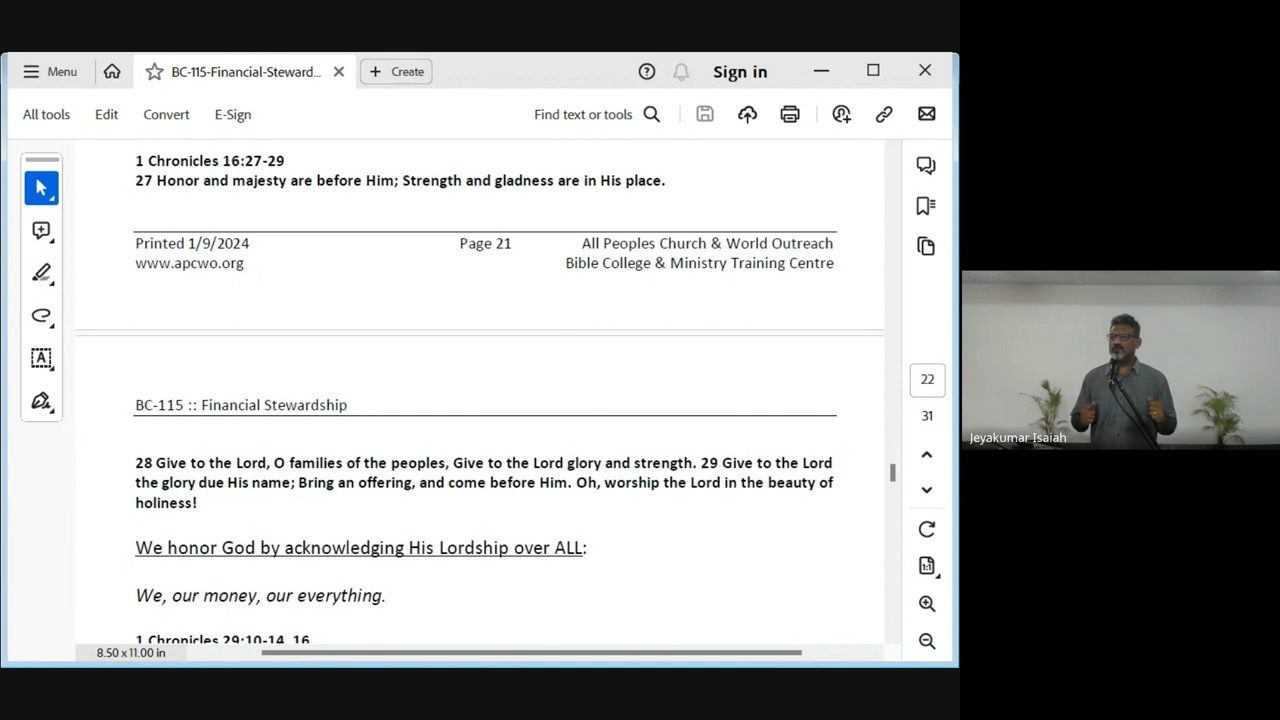 Menu
BC-115-Financial-Steward...
Create
Sign in
All tools
Edit
Convert
E-Sign
Find text or tools
1 Chronicles 16:27-29
27 Honor and majesty are before Him; Strength and gladness are in His place.
Printed 1/9/2024 Page 21 All Peoples Church & World Outreach
www.apcwo.org Bible College & Ministry Training Centre
BC-115 :: Financial Stewardship
28 Give to the Lord, O families of the peoples, Give to the Lord glory and strength. 29 Give to the Lord
the glory due His name; Bring an offering, and come before Him. Oh, worship the Lord in the beauty of
holiness!
We honor God by acknowledging His Lordship over ALL:
We, our money, our everything.
1 Chronicles 29:10-14, 16
8.50 x 11.00 in
22
31
1:1
Jeyakumar Isaiah